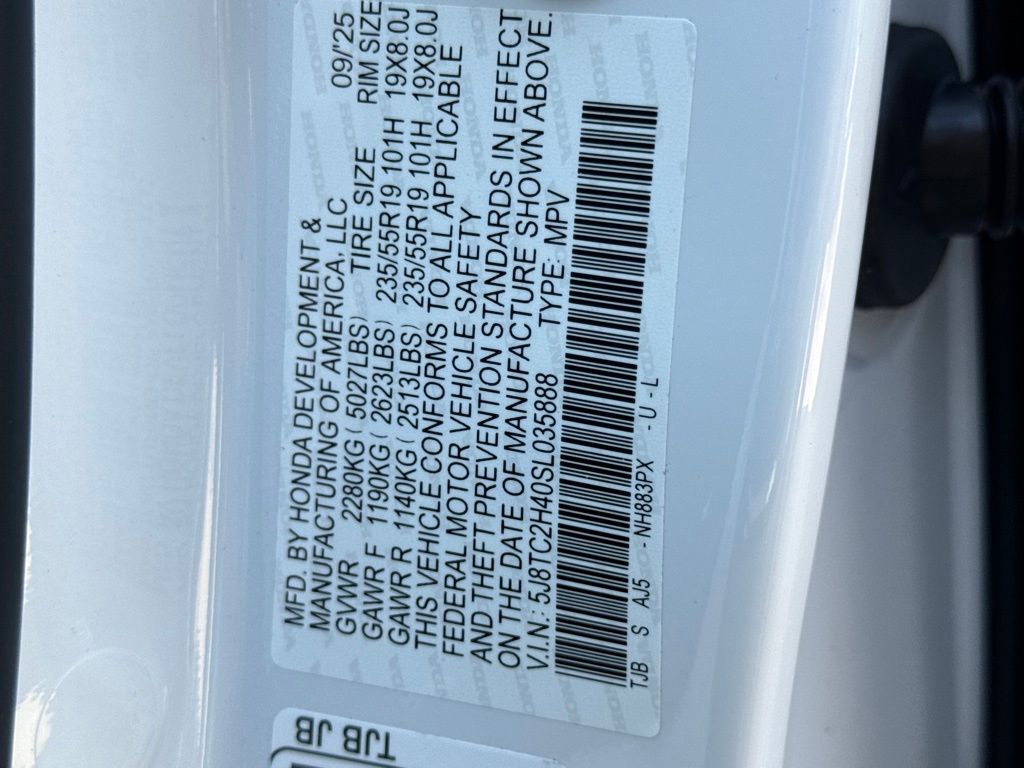 MFD. BY HONDA DEVELOPMENT &
MANUFACTURING OF AMERICA, LLC 09/'25
GVWR 2280KG ( 5027LBS) TIRE SIZE RIM SIZE
GAWR F 1190KG ( 2623LBS) 235/55R19 101H 19X8.0J
GAWR R 1140KG ( 2513LBS) 235/55R19 101H 19X8.0J
THIS VEHICLE CONFORMS TO ALL APPLICABLE
FEDERAL MOTOR VEHICLE SAFETY
AND THEFT PREVENTION STANDARDS IN EFFECT
ON THE DATE OF MANUFACTURE SHOWN ABOVE.
V.I.N.: 5J8TC2H40SL035888 TYPE: MPV
TJB S AJ5 - NH883PX - U - L
TJB
JB